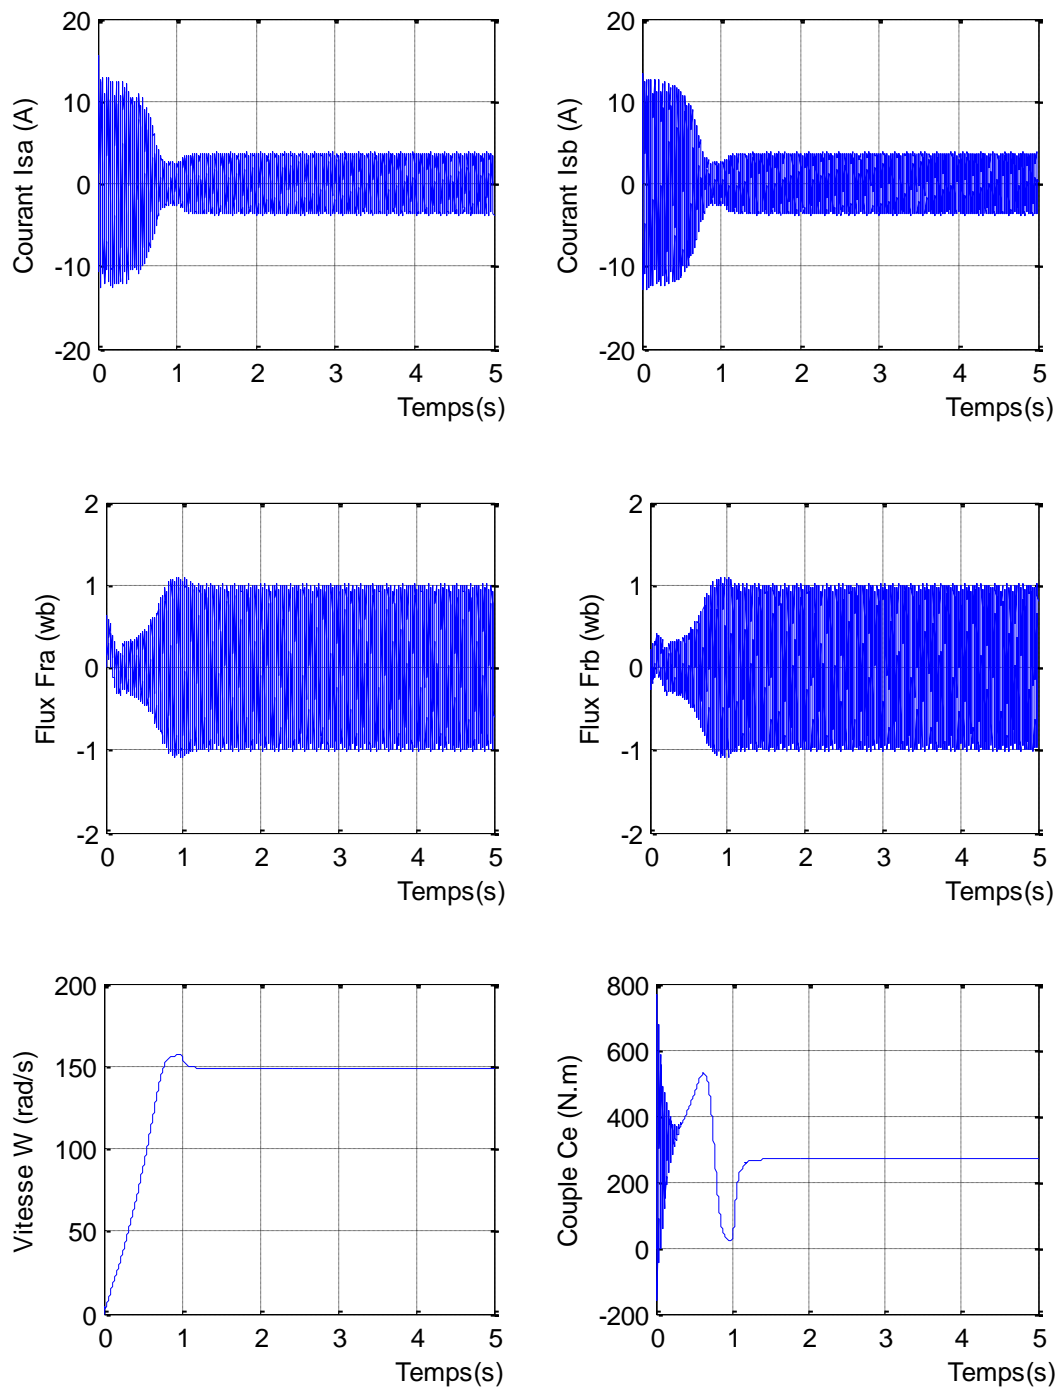 Courant Isa (A)
20
10
0
-10
-20
0 1 2 3 4 5
Temps(s)
Courant Isb (A)
20
10
0
-10
-20
0 1 2 3 4 5
Temps(s)
Flux Fra (wb)
2
1
0
-1
-2
0 1 2 3 4 5
Temps(s)
Flux Frb (wb)
2
1
0
-1
-2
0 1 2 3 4 5
Temps(s)
Vitesse W (rad/s)
200
150
100
50
0
0 1 2 3 4 5
Temps(s)
Couple Ce (N.m)
800
600
400
200
0
-200
0 1 2 3 4 5
Temps(s)